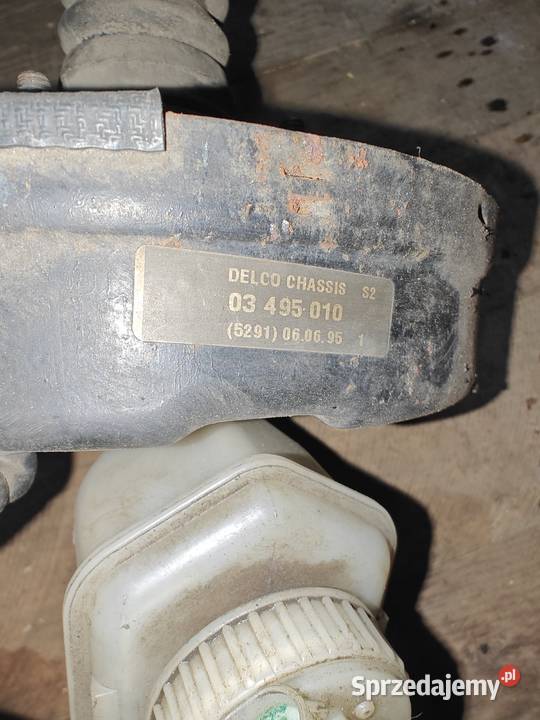 DELCO CHASSIS S2
03 495 010
(5291) 06.06.95 1
Sprzedajemy.pl